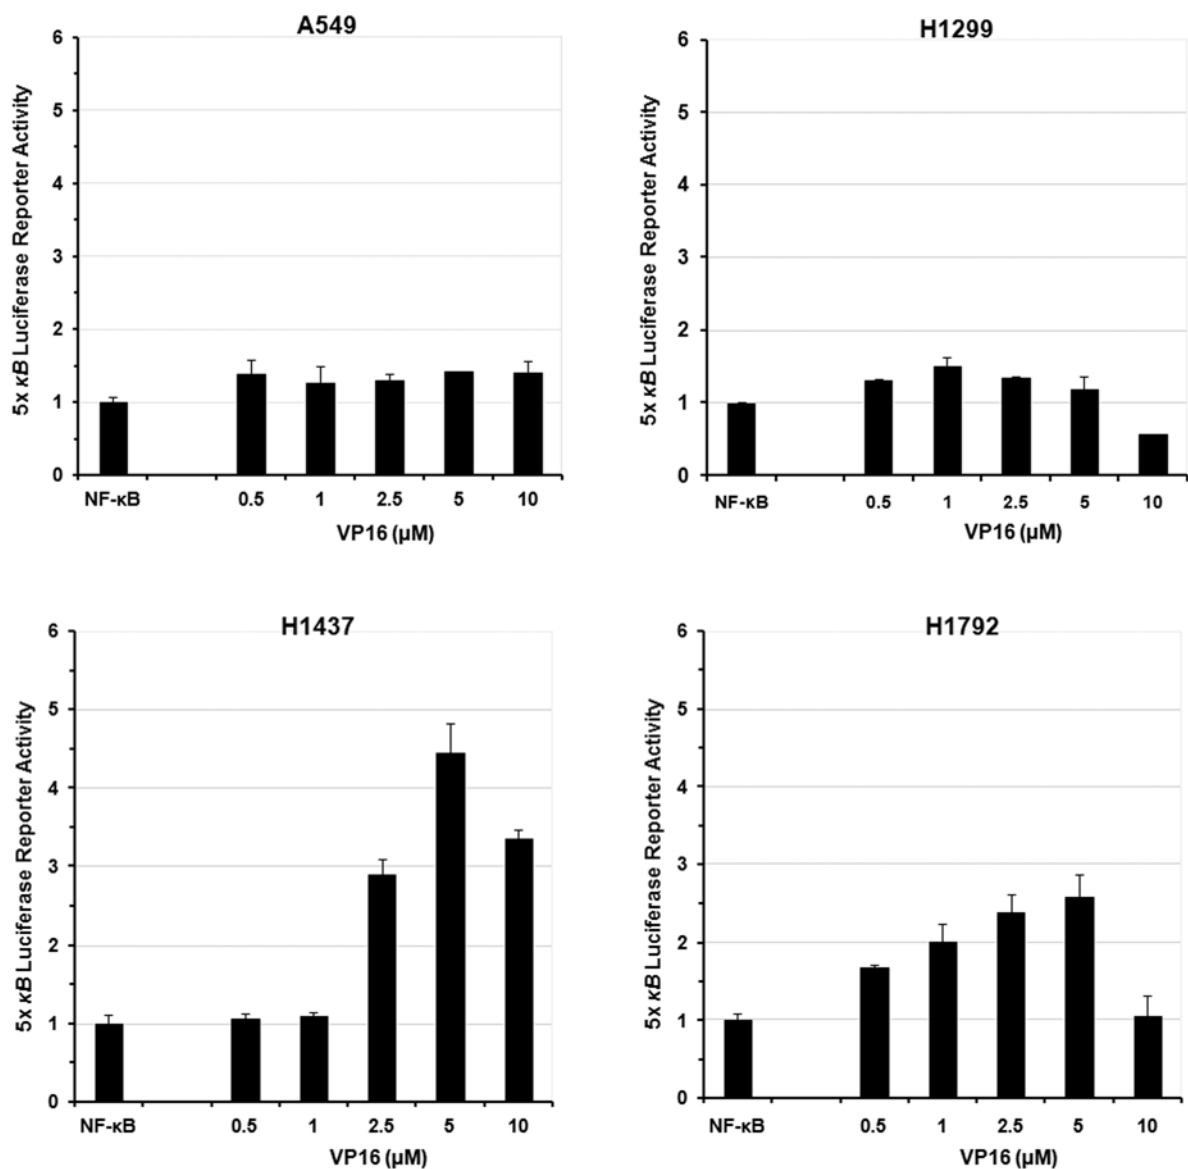 A549
5x κB Luciferase Reporter Activity
6
5
4
3
2
1
0
NF-κB 0.5 1 2.5 5 10
VP16 (µM)
H1299
5x κB Luciferase Reporter Activity
6
5
4
3
2
1
0
NF-κB 0.5 1 2.5 5 10
VP16 (µM)
H1437
5x κB Luciferase Reporter Activity
6
5
4
3
2
1
0
NF-κB 0.5 1 2.5 5 10
VP16 (µM)
H1792
5x κB Luciferase Reporter Activity
6
5
4
3
2
1
0
NF-κB 0.5 1 2.5 5 10
VP16 (µM)